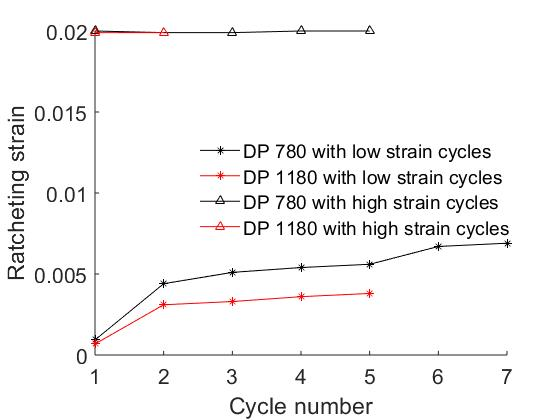 0.02
0.015
0.01
0.005
0
Ratcheting strain
DP 780 with low strain cycles
DP 1180 with low strain cycles
DP 780 with high strain cycles
DP 1180 with high strain cycles
1 2 3 4 5 6 7
Cycle number